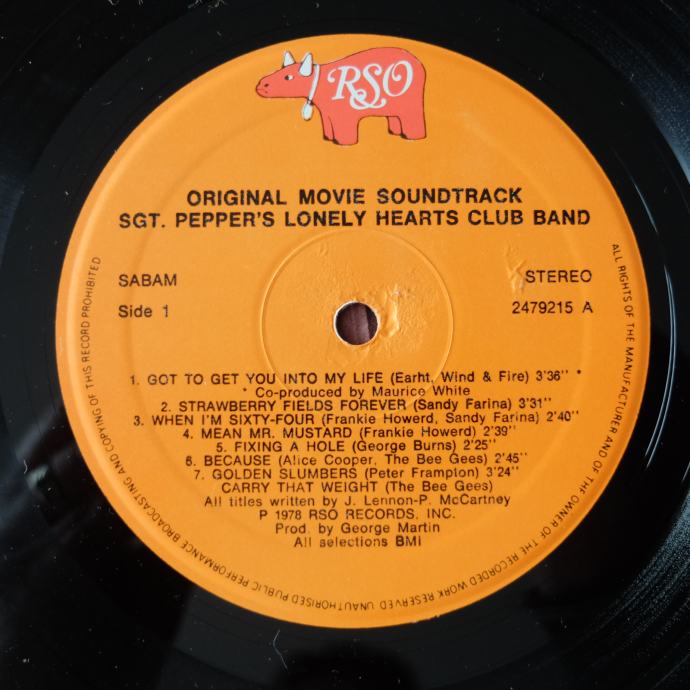 RSO
ORIGINAL MOVIE SOUNDTRACK
SGT. PEPPER'S LONELY HEARTS CLUB BAND
SABAM STEREO
Side 1 2479215 A
1. GOT TO GET YOU INTO MY LIFE (Earht, Wind & Fire) 3'36'' *
* Co-produced by Maurice White
2. STRAWBERRY FIELDS FOREVER (Sandy Farina) 3'31''
3. WHEN I'M SIXTY-FOUR (Frankie Howerd, Sandy Farina) 2'40''
4. MEAN MR. MUSTARD (Frankie Howerd) 2'39''
5. FIXING A HOLE (George Burns) 2'25''
6. BECAUSE (Alice Cooper, The Bee Gees) 2'45''
7. GOLDEN SLUMBERS (Peter Frampton) 3'24''
CARRY THAT WEIGHT (The Bee Gees)
All titles written by J. Lennon-P. McCartney
P 1978 RSO RECORDS, INC.
Prod. by George Martin
All selections BMI
ALL RIGHTS OF THE MANUFACTURER AND OF THE OWNER OF THE RECORDED WORK RESERVED UNAUTHORISED PUBLIC PERFORMANCE BROADCASTING AND COPYING OF THIS RECORD PROHIBITED